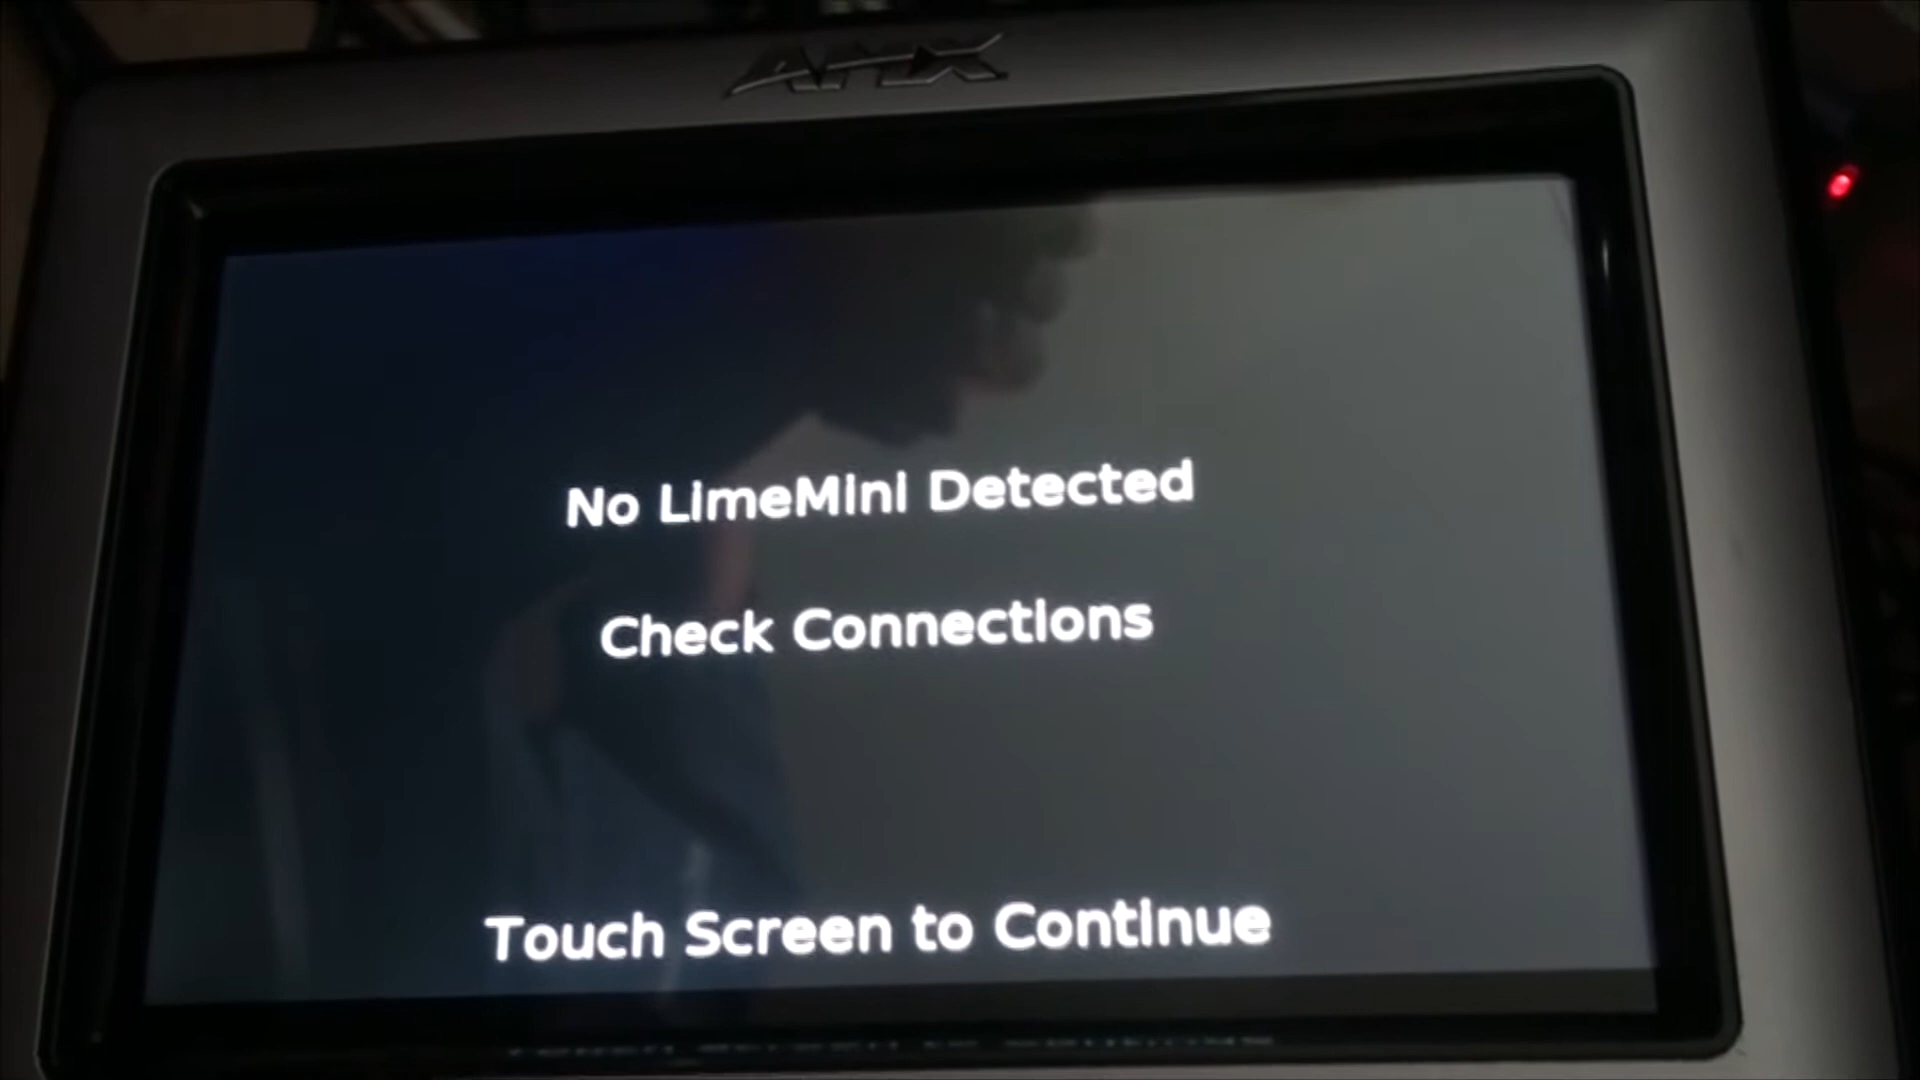 AMX
No LimeMini Detected
Check Connections
Touch Screen to Continue